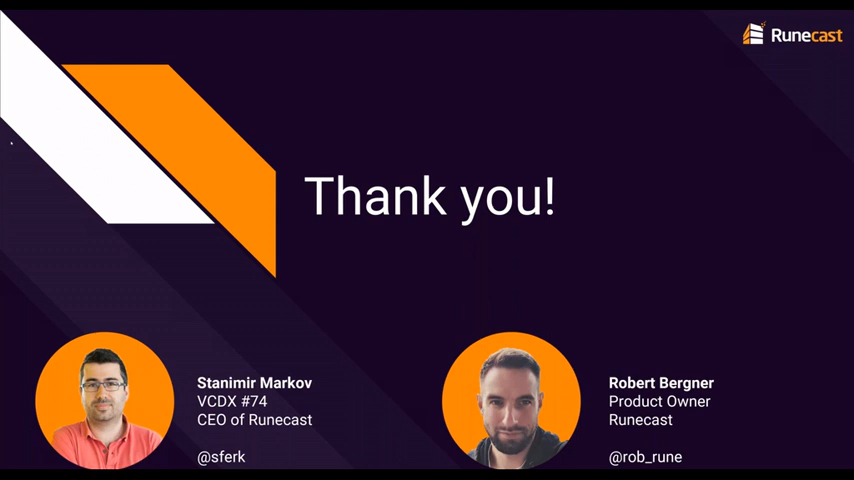 Runecast
Thank you!
Stanimir Markov
VCDX #74
CEO of Runecast
@sferk
Robert Bergner
Product Owner
Runecast
@rob_rune